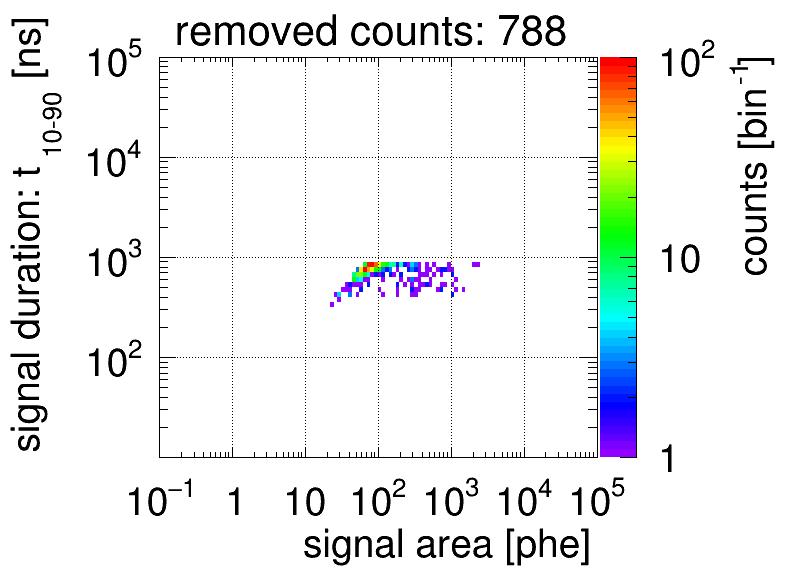 removed counts: 788
signal duration: t 10-90 [ns]
10^5
10^4
10^3
10^2
10^−1 1 10 10^2 10^3 10^4 10^5
signal area [phe]
10^2
10
1
counts [bin^-1]